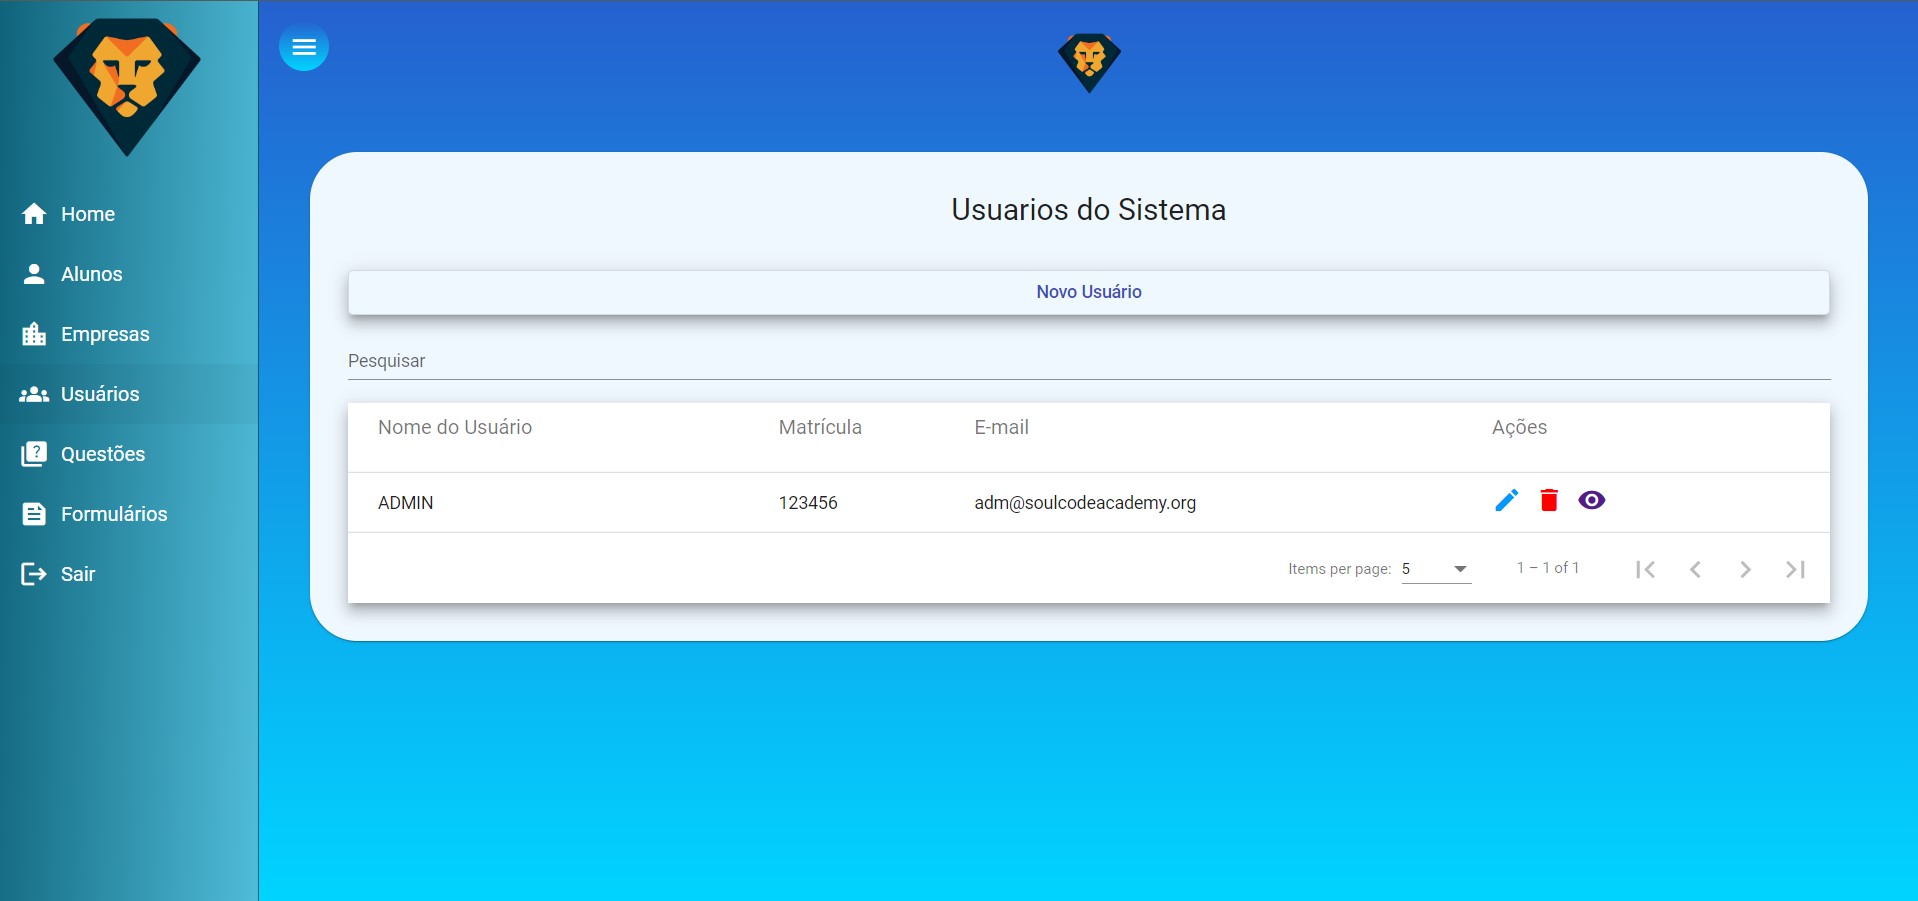 Home
Alunos
Empresas
Usuários
Questões
Formulários
Sair
Usuarios do Sistema
Novo Usuário
Pesquisar
Nome do Usuário Matrícula E-mail Ações
ADMIN 123456 adm@soulcodeacademy.org
Items per page: 5 1 – 1 of 1